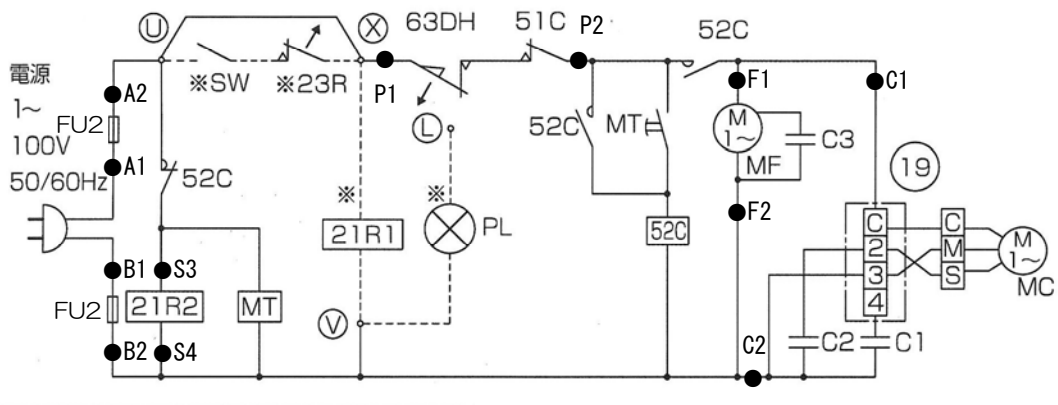 63DH 51C P2 52C
Ⓤ Ⓧ
電源
1~
100V
50/60Hz
A2
FU2
A1
※SW ※23R
P1
Ⓛ
52C
52C
MT
F1
C1
M
1~
C3
MF
F2
19
B1
FU2
B2
S3
21R2
S4
MT
※
21R1
※
PL
Ⓥ
52C
C
2
3
4
C
M
S
M
1~
MC
C2
C2
C1